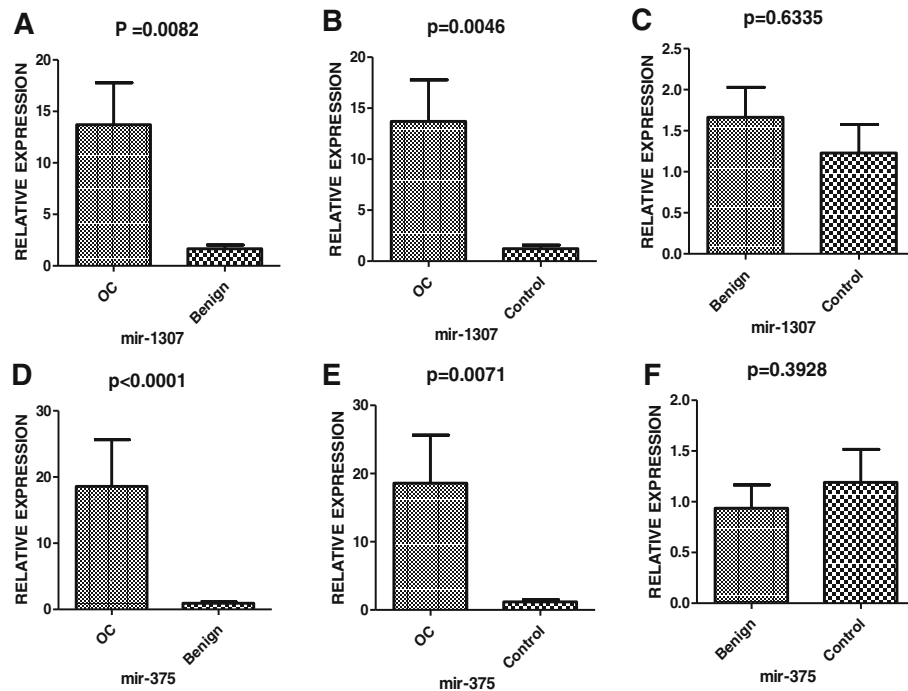 A
P =0.0082
RELATIVE EXPRESSION
20
15
10
5
0
OC
Benign
mir-1307
B
p=0.0046
RELATIVE EXPRESSION
20
15
10
5
0
OC
Control
mir-1307
C
p=0.6335
RELATIVE EXPRESSION
2.5
2.0
1.5
1.0
0.5
0.0
Benign
Control
mir-1307
D
p<0.0001
RELATIVE EXPRESSION
30
20
10
0
OC
Benign
mir-375
E
p=0.0071
RELATIVE EXPRESSION
30
20
10
0
OC
Control
mir-375
F
p=0.3928
RELATIVE EXPRESSION
2.0
1.5
1.0
0.5
0.0
Benign
Control
mir-375